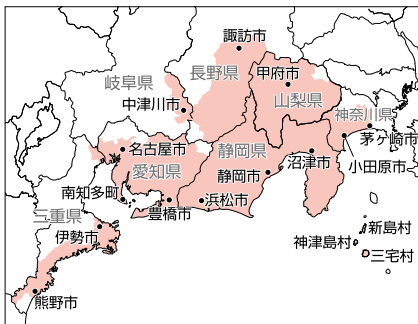 諏訪市
岐阜県
長野県
甲府市
中津川市
山梨県
神奈川県
茅ヶ崎市
名古屋市
静岡県
愛知県
沼津市
小田原市
静岡市
南知多町
豊橋市
浜松市
三重県
伊勢市
新島村
神津島村
三宅村
熊野市